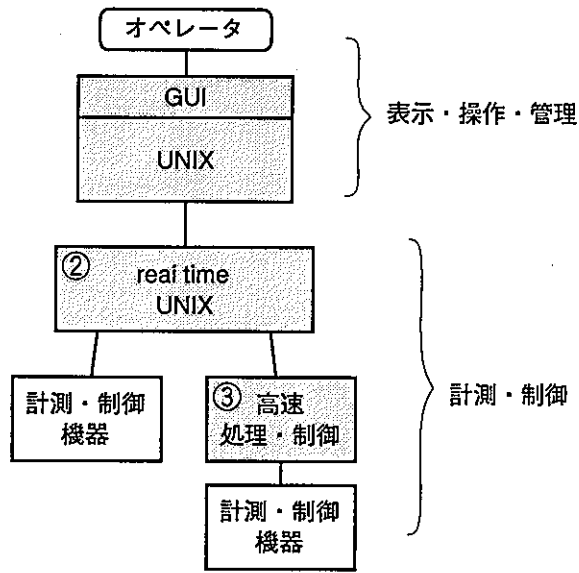 オペレータ
GUI
UNIX
表示・操作・管理
②
real time
UNIX
計測・制御
機器
③ 高速
処理・制御
計測・制御
計測・制御
機器